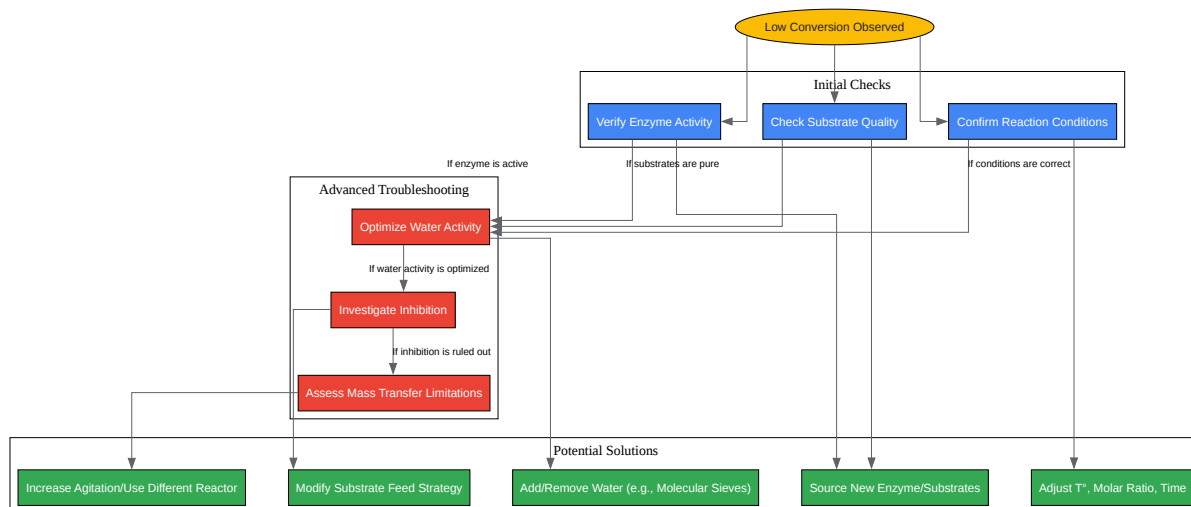 Low Conversion Observed
Initial Checks
Verify Enzyme Activity
Check Substrate Quality
Confirm Reaction Conditions
If enzyme is active
If substrates are pure
If conditions are correct
Advanced Troubleshooting
Optimize Water Activity
If water activity is optimized
Investigate Inhibition
If inhibition is ruled out
Assess Mass Transfer Limitations
Potential Solutions
Increase Agitation/Use Different Reactor
Modify Substrate Feed Strategy
Add/Remove Water (e.g., Molecular Sieves)
Source New Enzyme/Substrates
Adjust T°, Molar Ratio, Time